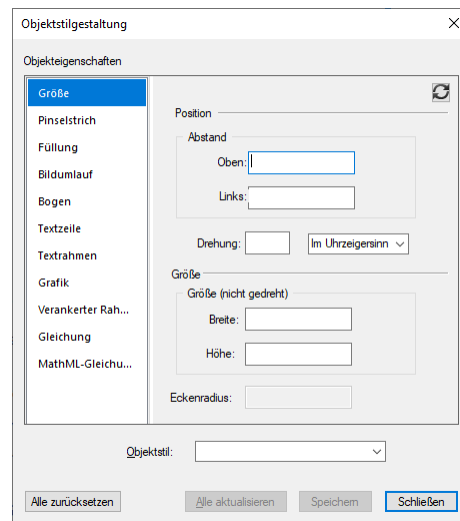 Objektstilgestaltung
Objekteigenschaften
Größe
Pinselstrich
Füllung
Bildumlauf
Bogen
Textzeile
Textrahmen
Grafik
Verankerter Rah...
Gleichung
MathML-Gleichu...
Position
Abstand
Oben:
Links:
Drehung:
Im Uhrzeigersinn
Größe
Größe (nicht gedreht)
Breite:
Höhe:
Eckenradius:
Objektstil:
Alle zurücksetzen
Alle aktualisieren
Speichern
Schließen